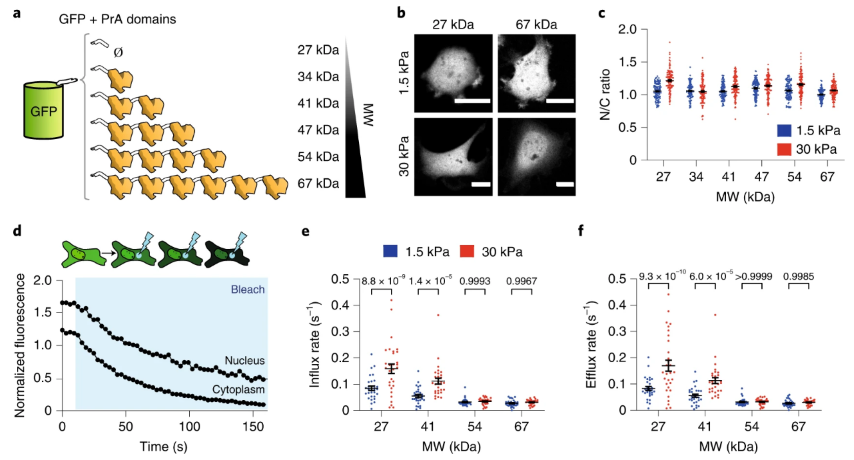 a
GFP + PrA domains
GFP
Ø
27 kDa
34 kDa
41 kDa
47 kDa
54 kDa
67 kDa
MW
b
27 kDa
67 kDa
1.5 kPa
30 kPa
c
N/C ratio
2.0
1.5
1.0
0.5
0
1.5 kPa
30 kPa
27
34
41
47
54
67
MW (kDa)
d
Normalized fluorescence
2.0
1.5
1.0
0.5
0
Bleach
Nucleus
Cytoplasm
0
50
100
150
Time (s)
e
1.5 kPa
30 kPa
Influx rate (s⁻¹)
0.5
0.4
0.3
0.2
0.1
0
8.8 × 10⁻⁹
1.4 × 10⁻⁵
0.9993
0.9967
27
41
54
67
MW (kDa)
f
Efflux rate (s⁻¹)
0.5
0.4
0.3
0.2
0.1
0
9.3 × 10⁻¹⁰
6.0 × 10⁻⁵
>0.9999
0.9985
27
41
54
67
MW (kDa)